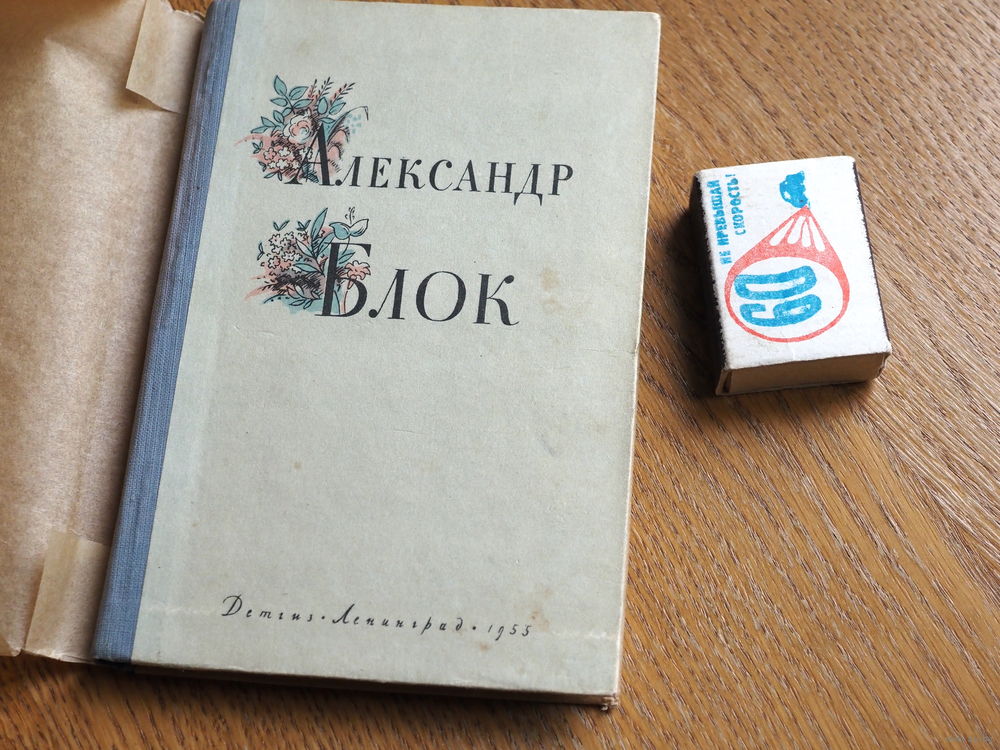 Александр
Блок
Детгиз · Ленинград · 1955
НЕ ПРЕВЫШАЙ
СКОРОСТЬ!
60